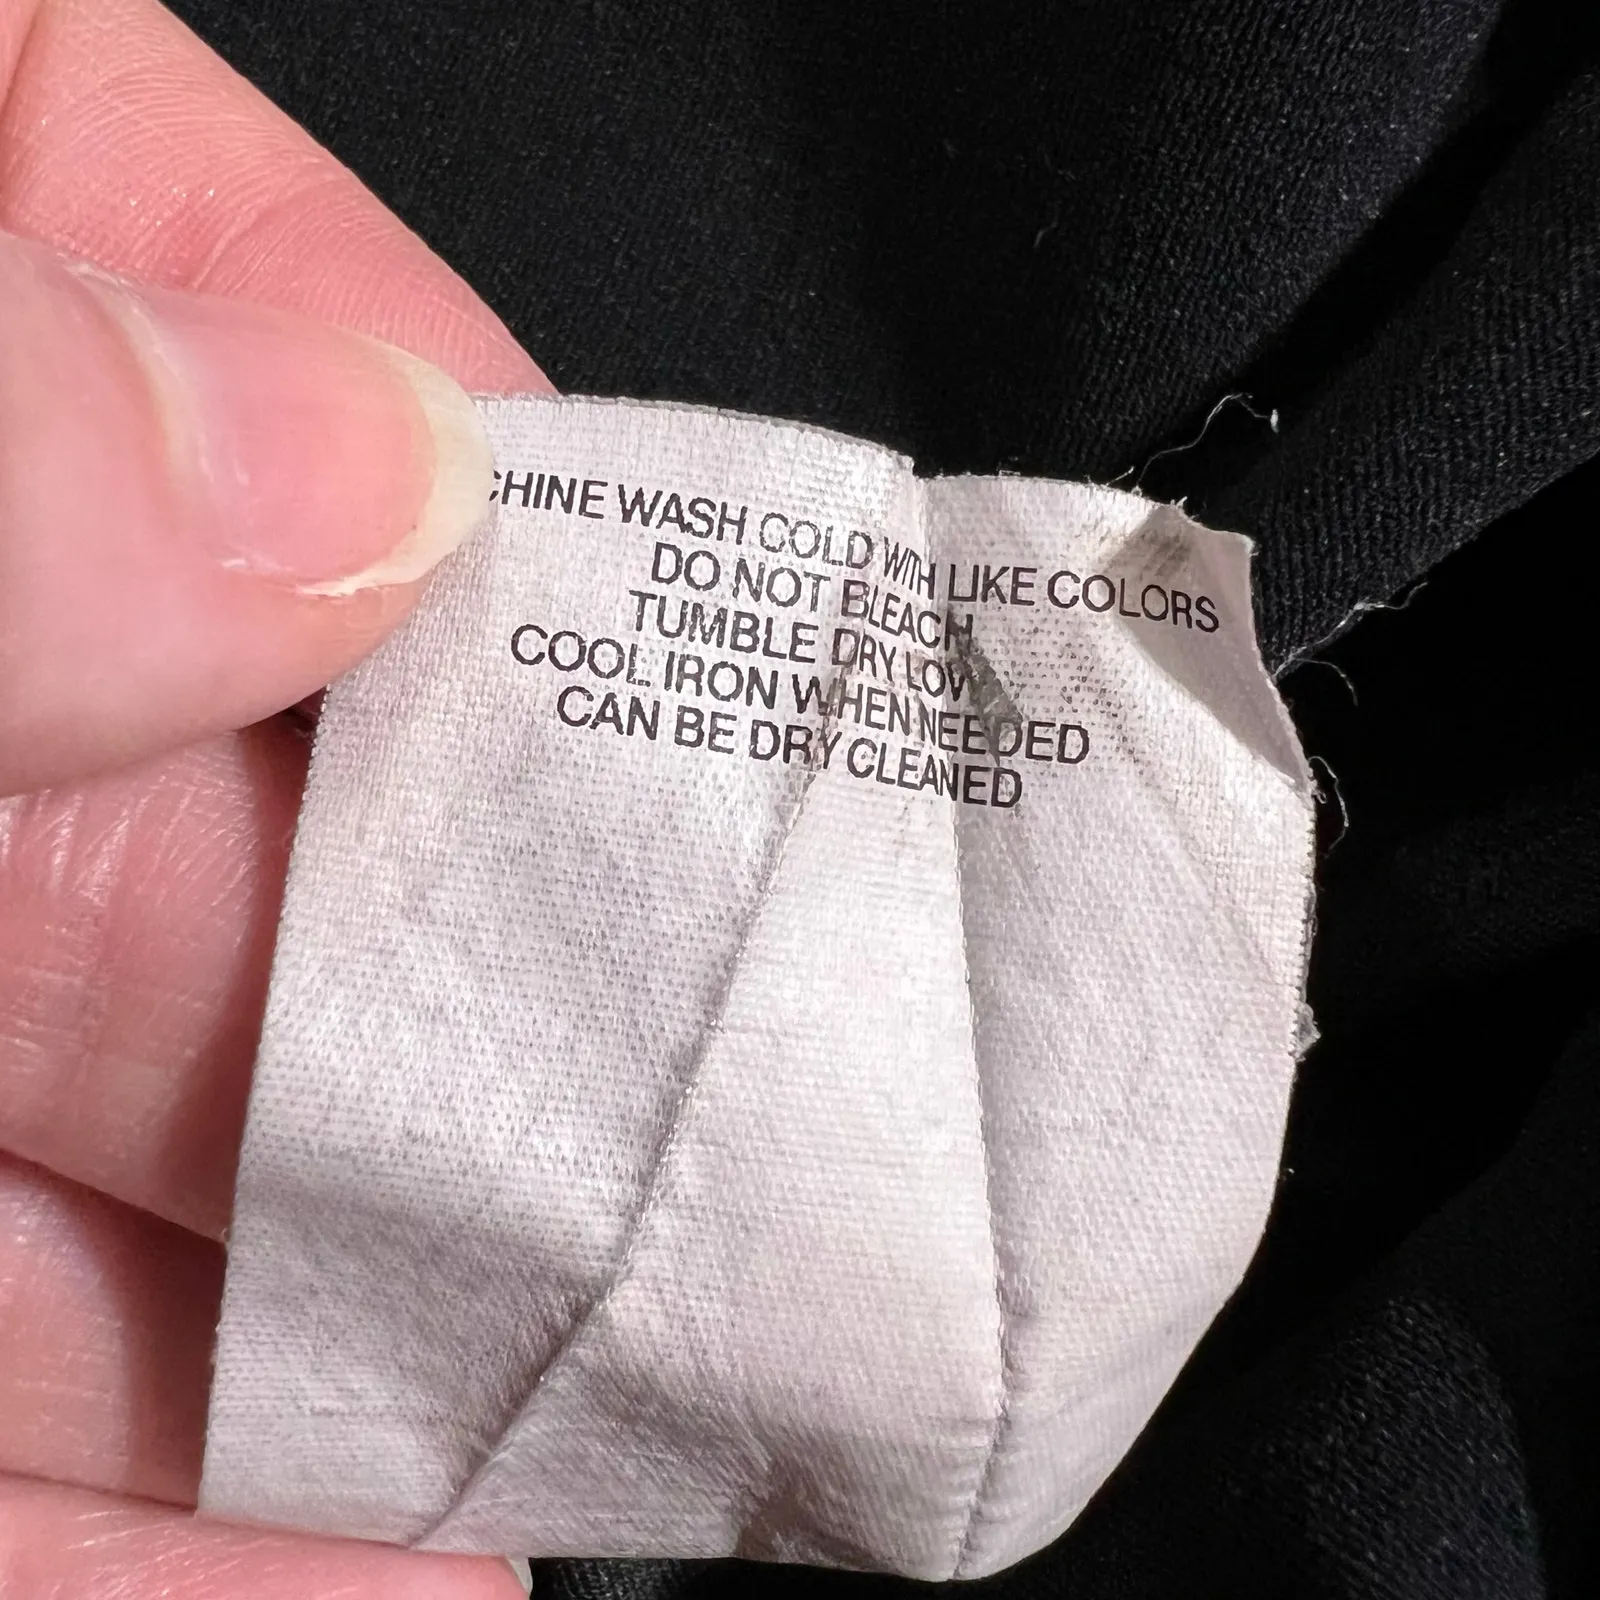 CHINE WASH COLD WITH LIKE COLORS
DO NOT BLEACH
TUMBLE DRY LOW
COOL IRON WHEN NEEDED
CAN BE DRY CLEANED